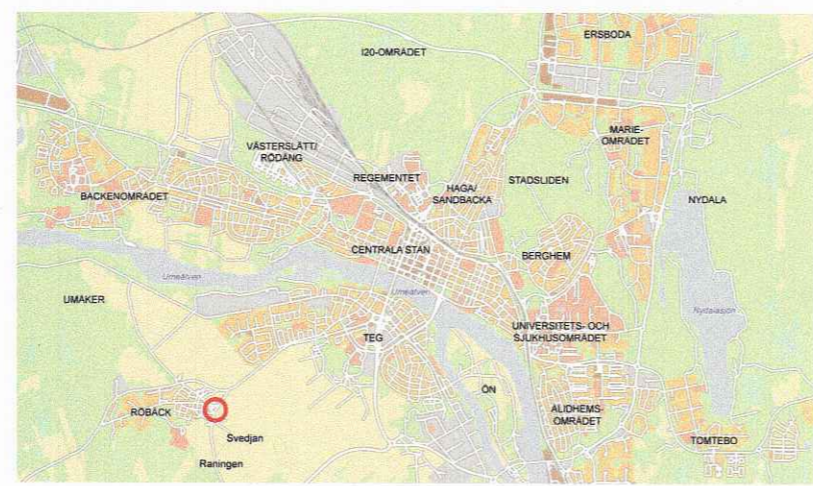 ERSBODA
I20-OMRÅDET
MARIE-
OMRÅDET
VÄSTERSLÄTT/
RÖDÄNG
REGEMENTET
HAGA/
SANDBACKA
STADSLIDEN
BACKENOMRÅDET
NYDALA
CENTRALA STAN
BERGHEM
Umeälven
Umeälven
UMÅKER
Nydalasjön
TEG
UNIVERSITETS- OCH
SJUKHUSOMRÅDET
ÖN
RÖBÄCK
ÅLIDHEMS-
OMRÅDET
Svedjan
TOMTEBO
Raningen